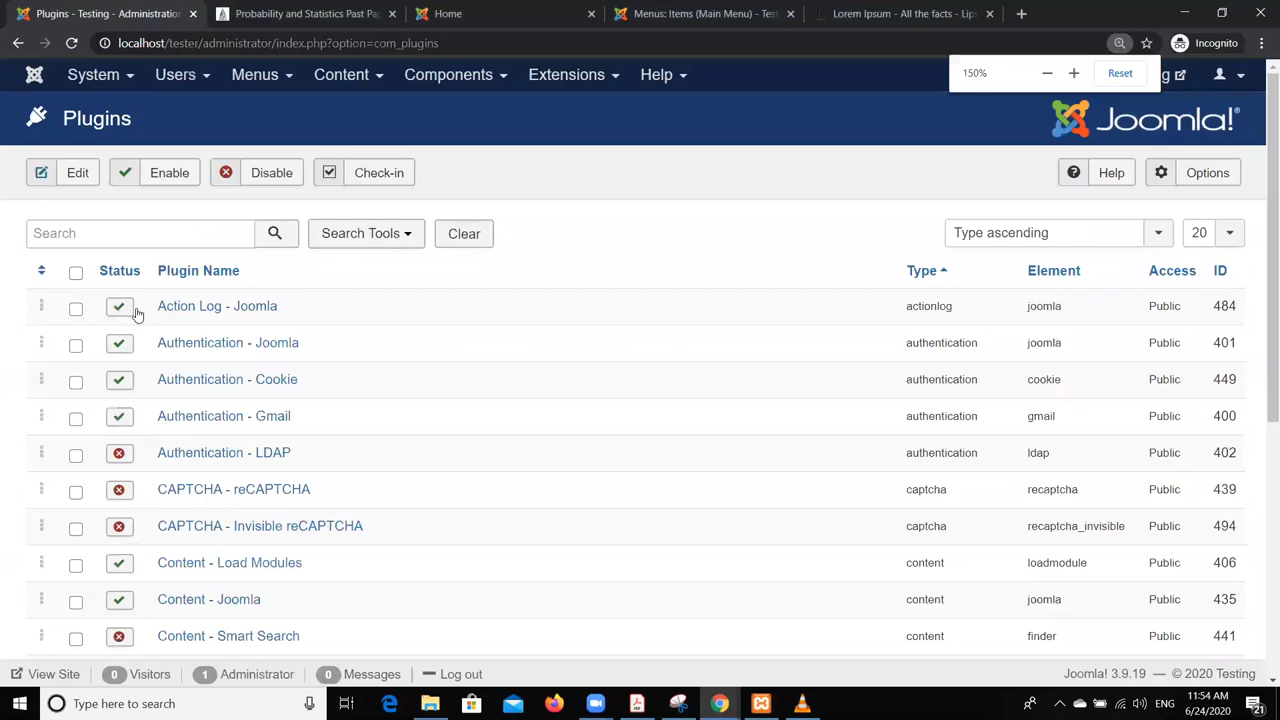 Plugins - Testing - Administration
Probability and Statistics Past Pa
Home
Menus: Items (Main Menu) - Test
Lorem Ipsum - All the facts - Lip
localhost/tester/administrator/index.php?option=com_plugins
Incognito
System Users Menus Content Components Extensions Help
150% Reset
Plugins
Joomla!®
Edit Enable Disable Check-in Help Options
Search Search Tools Clear Type ascending 20
Status Plugin Name Type Element Access ID
Action Log - Joomla actionlog joomla Public 484
Authentication - Joomla authentication joomla Public 401
Authentication - Cookie authentication cookie Public 449
Authentication - Gmail authentication gmail Public 400
Authentication - LDAP authentication ldap Public 402
CAPTCHA - reCAPTCHA captcha recaptcha Public 439
CAPTCHA - Invisible reCAPTCHA captcha recaptcha_invisible Public 494
Content - Load Modules content loadmodule Public 406
Content - Joomla content joomla Public 435
Content - Smart Search content finder Public 441
View Site 0 Visitors 1 Administrator 0 Messages Log out Joomla! 3.9.19 — © 2020 Testing
Type here to search
ENG
11:54 AM
6/24/2020
21